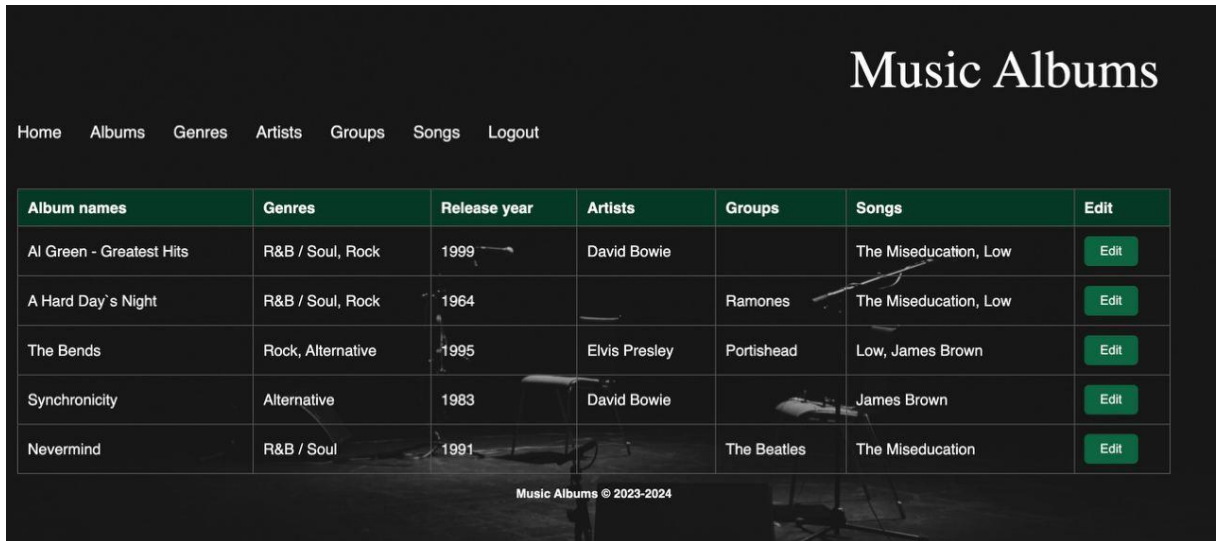 Music Albums
Home Albums Genres Artists Groups Songs Logout
Album names Genres Release year Artists Groups Songs Edit
Al Green - Greatest Hits R&B / Soul, Rock 1999 David Bowie The Miseducation, Low Edit
A Hard Day`s Night R&B / Soul, Rock 1964 Ramones The Miseducation, Low Edit
The Bends Rock, Alternative 1995 Elvis Presley Portishead Low, James Brown Edit
Synchronicity Alternative 1983 David Bowie James Brown Edit
Nevermind R&B / Soul 1991 The Beatles The Miseducation Edit
Music Albums © 2023-2024